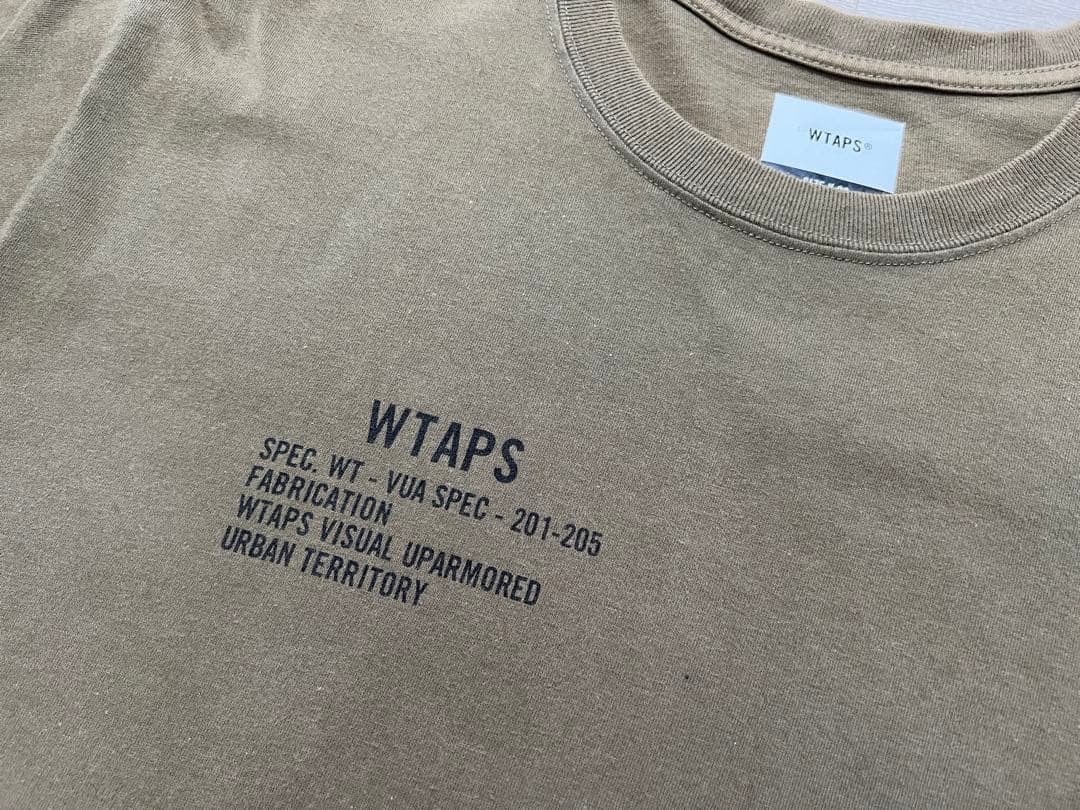 WTAPS®
WTAPS
SPEC. WT - VUA SPEC - 201-205
FABRICATION
WTAPS VISUAL UPARMORED
URBAN TERRITORY